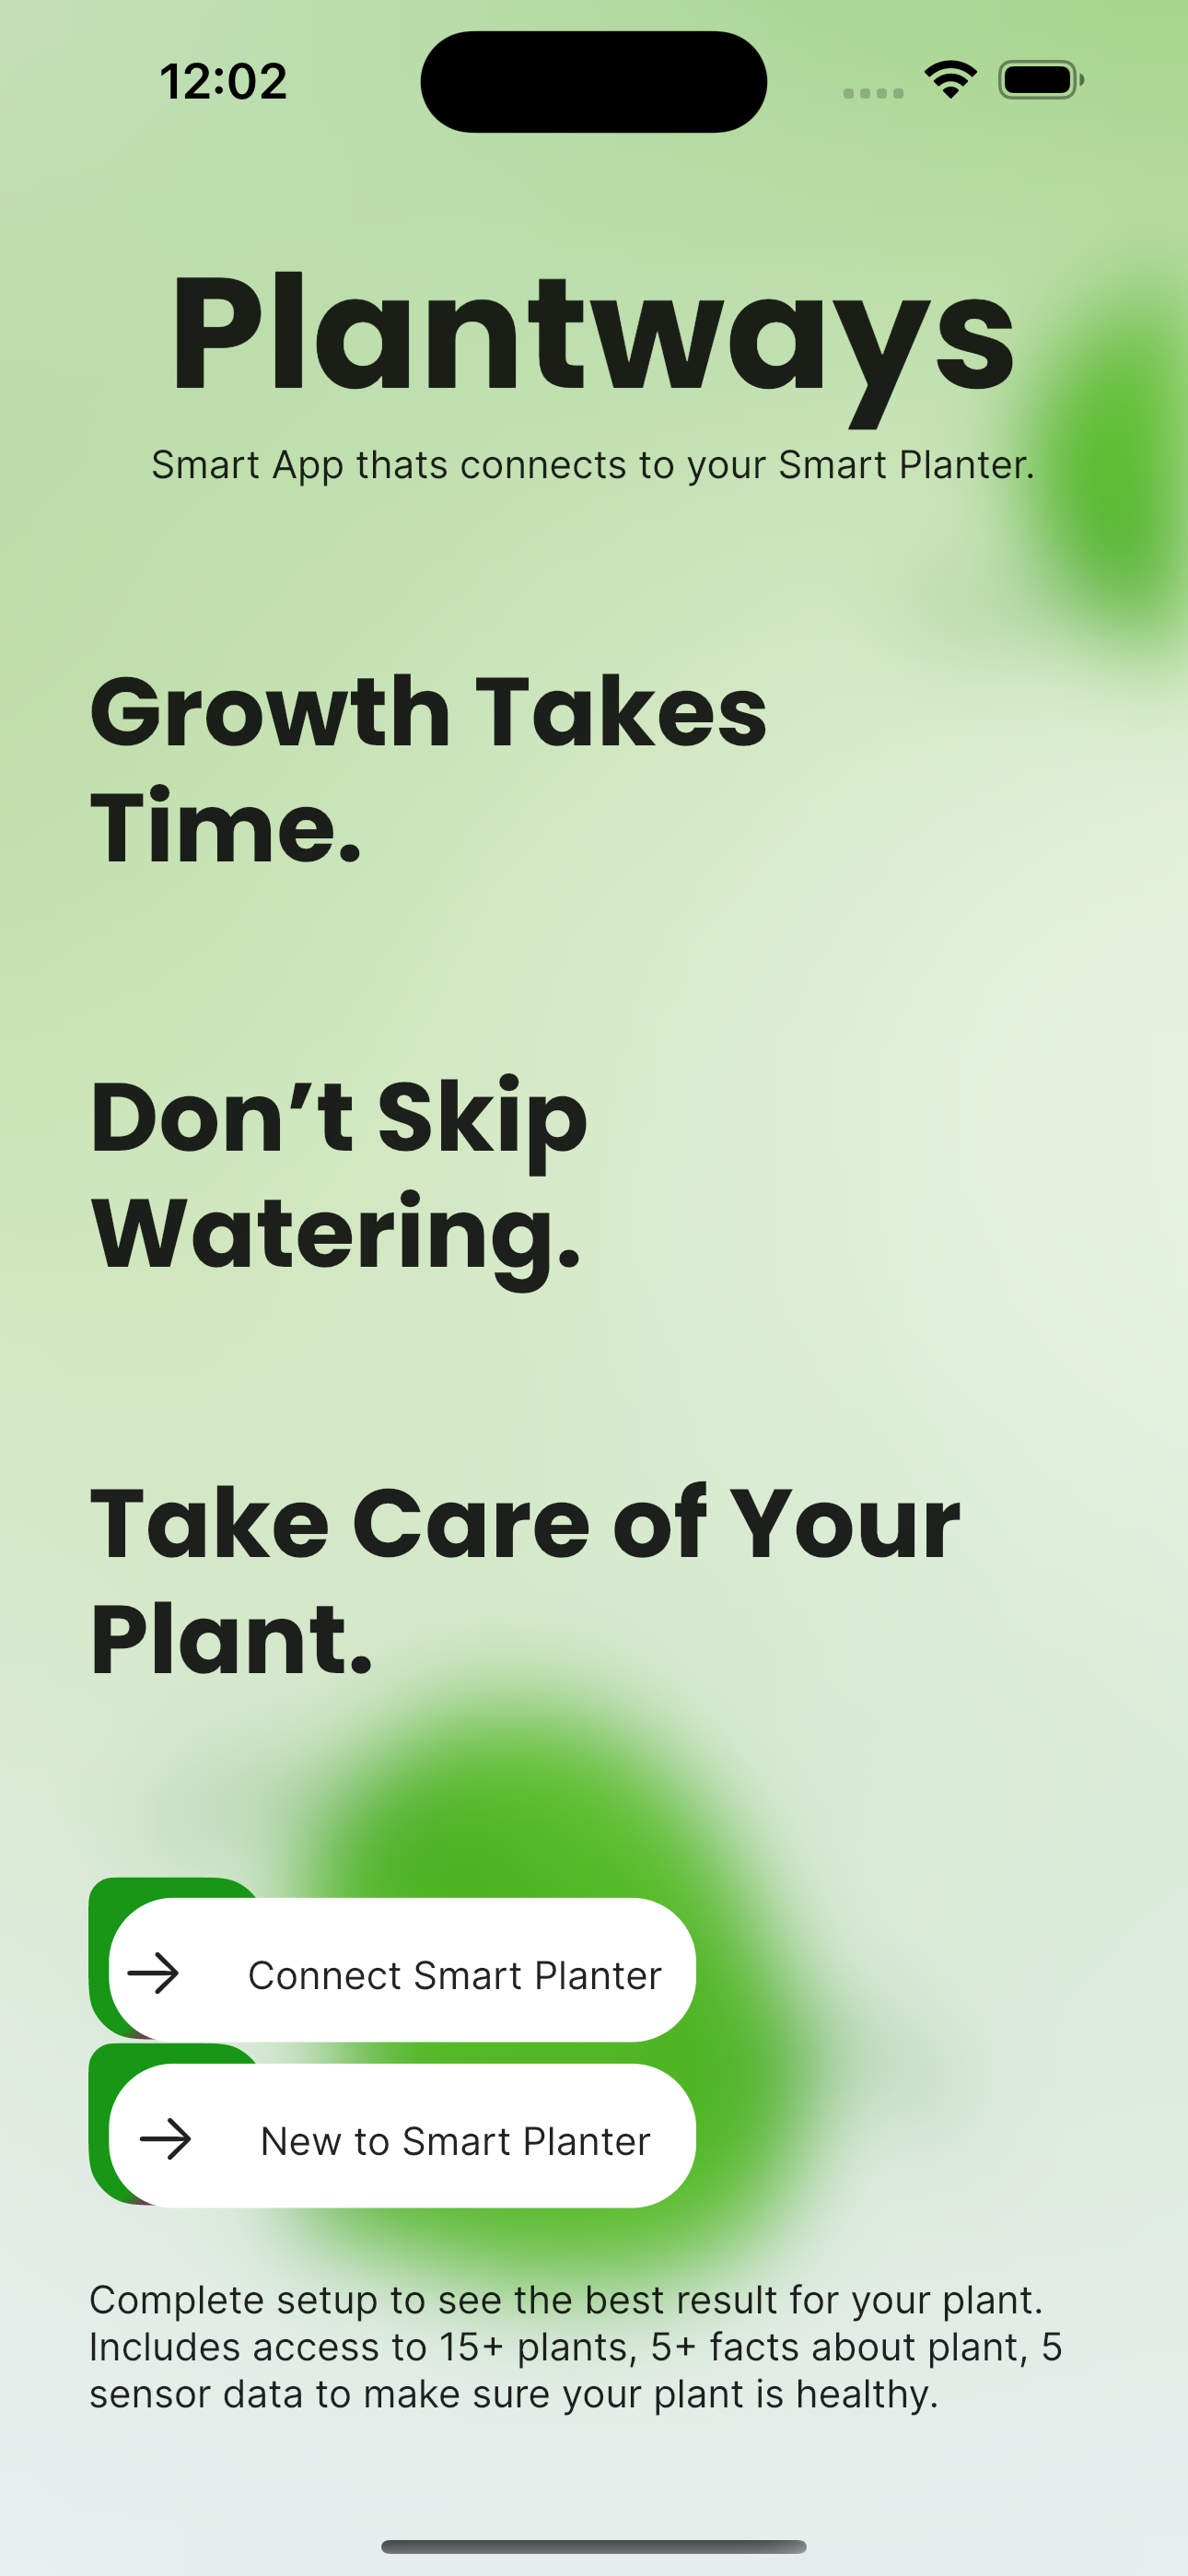 12:02
Plantways
Smart App thats connects to your Smart Planter.
Growth Takes
Time.
Don’t Skip
Watering.
Take Care of Your
Plant.
Connect Smart Planter
New to Smart Planter
Complete setup to see the best result for your plant.
Includes access to 15+ plants, 5+ facts about plant, 5
sensor data to make sure your plant is healthy.